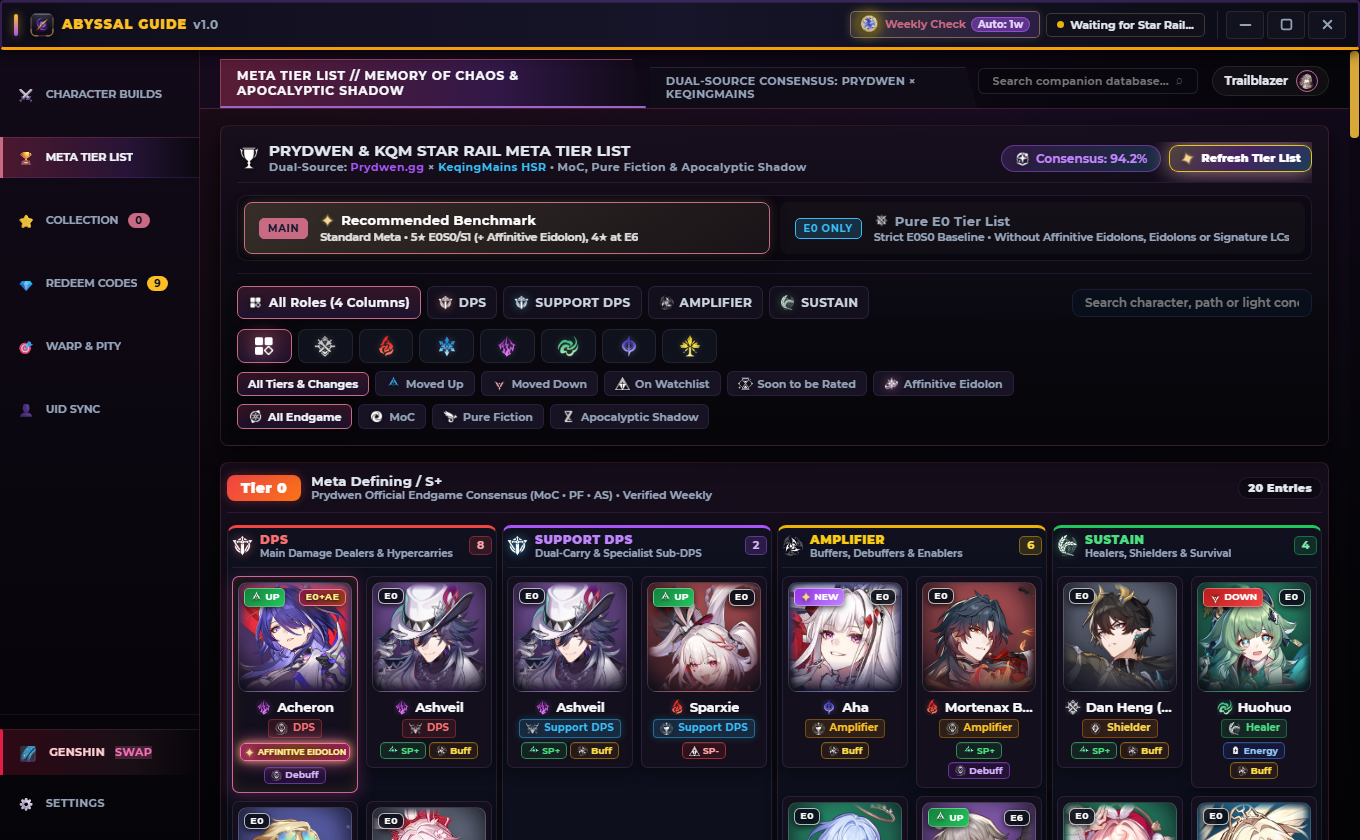 ABYSSAL GUIDE v1.0
Weekly Check Auto: 1w
Waiting for Star Rail...
CHARACTER BUILDS
META TIER LIST
COLLECTION 0
REDEEM CODES 9
WARP & PITY
UID SYNC
GENSHIN SWAP
SETTINGS
META TIER LIST // MEMORY OF CHAOS &
APOCALYPTIC SHADOW
DUAL-SOURCE CONSENSUS: PRYDWEN ×
KEQINGMAINS
Search companion database...
Trailblazer
PRYDWEN & KQM STAR RAIL META TIER LIST
Dual-Source: Prydwen.gg × KeqingMains HSR • MoC, Pure Fiction & Apocalyptic Shadow
Consensus: 94.2%
Refresh Tier List
MAIN
Recommended Benchmark
Standard Meta • 5★ E0S0/S1 (+ Affinitive Eidolon), 4★ at E6
E0 ONLY
Pure E0 Tier List
Strict E0S0 Baseline • Without Affinitive Eidolons, Eidolons or Signature LCs
All Roles (4 Columns)
DPS
SUPPORT DPS
AMPLIFIER
SUSTAIN
Search character, path or light cone
All Tiers & Changes
Moved Up
Moved Down
On Watchlist
Soon to be Rated
Affinitive Eidolon
All Endgame
MoC
Pure Fiction
Apocalyptic Shadow
Tier 0
Meta Defining / S+
Prydwen Official Endgame Consensus (MoC • PF • AS) • Verified Weekly
20 Entries
DPS
Main Damage Dealers & Hypercarries
8
UP
E0+AE
Acheron
DPS
AFFINITIVE EIDOLON
Debuff
E0
Ashveil
DPS
SP+
Buff
E0
E0
SUPPORT DPS
Dual-Carry & Specialist Sub-DPS
2
E0
Ashveil
Support DPS
SP+
Buff
UP
E0
Sparxie
Support DPS
SP-
AMPLIFIER
Buffers, Debuffers & Enablers
6
NEW
E0
Aha
Amplifier
Buff
E0
Mortenax B...
Amplifier
SP+
Debuff
E0
UP
E6
SUSTAIN
Healers, Shielders & Survival
4
E0
Dan Heng (...
Shielder
SP+
Buff
DOWN
E0
Huohuo
Healer
Energy
Buff
E0
E0